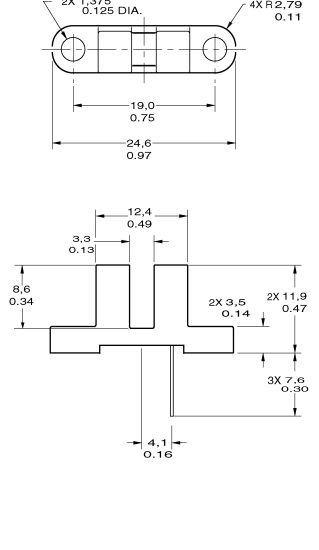 2X 1,375
0.125 DIA.
4X R 2,79
0.11
19,0
0.75
24,6
0.97
12,4
0.49
3,3
0.13
8,6
0.34
2X 3,5
0.14
2X 11,9
0.47
3X 7,6
0.30
4,1
0.16